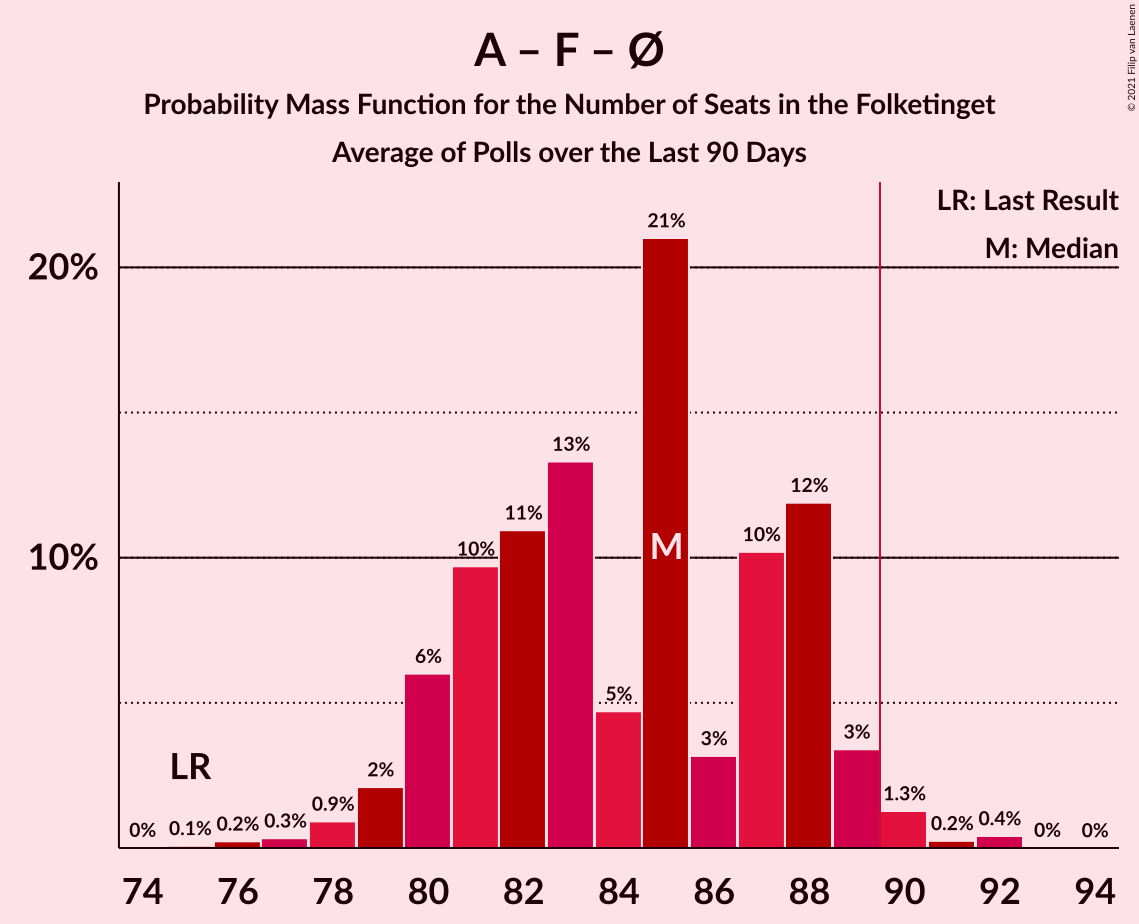 A – F – Ø
Probability Mass Function for the Number of Seats in the Folketinget
Average of Polls over the Last 90 Days
© 2021 Filip van Laenen
LR: Last Result
M: Median
20%
10%
LR
M
0%
0.1%
0.2%
0.3%
0.9%
2%
6%
10%
11%
13%
5%
21%
3%
10%
12%
3%
1.3%
0.2%
0.4%
0%
0%
74 76 78 80 82 84 86 88 90 92 94